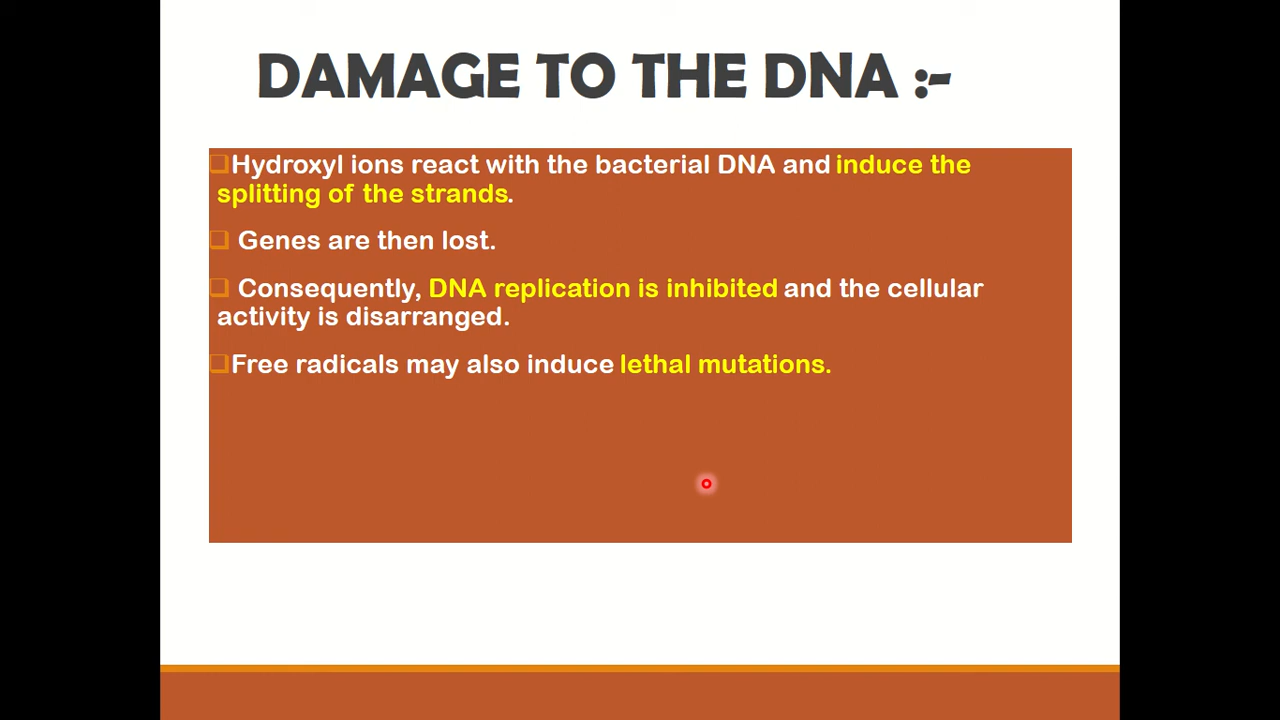 DAMAGE TO THE DNA :-
Hydroxyl ions react with the bacterial DNA and induce the
splitting of the strands.
Genes are then lost.
Consequently, DNA replication is inhibited and the cellular
activity is disarranged.
Free radicals may also induce lethal mutations.